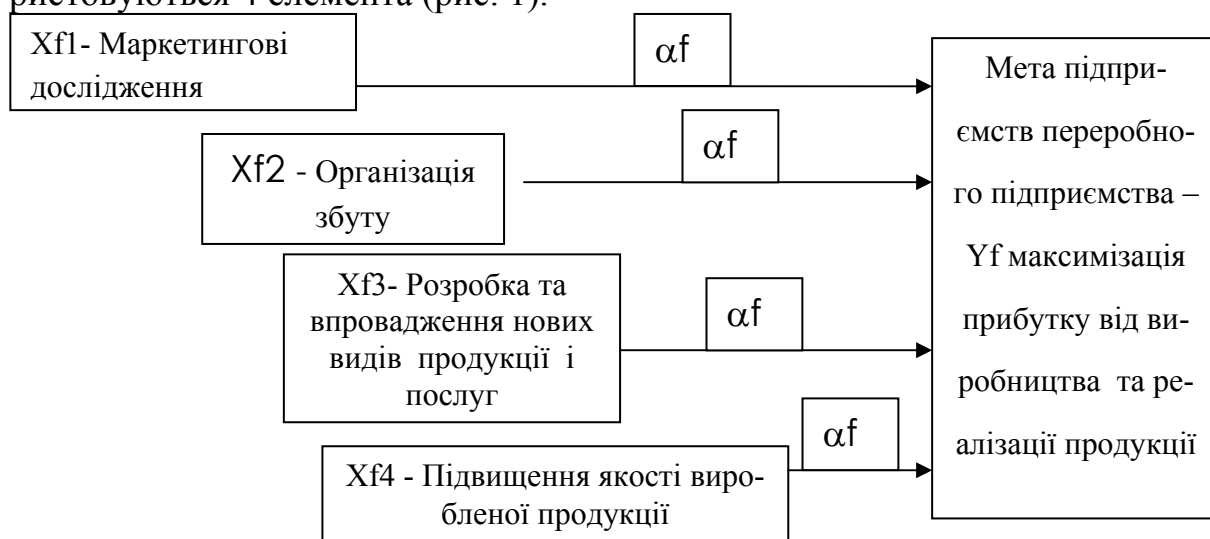 ристовуються 4 елемента (рис. 1).
Xf1- Маркетингові
дослідження
αf
Xf2 - Організація
збуту
αf
Xf3- Розробка та
впровадження нових
видів продукції і
послуг
αf
Xf4 - Підвищення якості виро-
бленої продукції
αf
Мета підпри-
ємств переробно-
го підприємства –
Yf максимізація
прибутку від ви-
робництва та ре-
алізації продукції